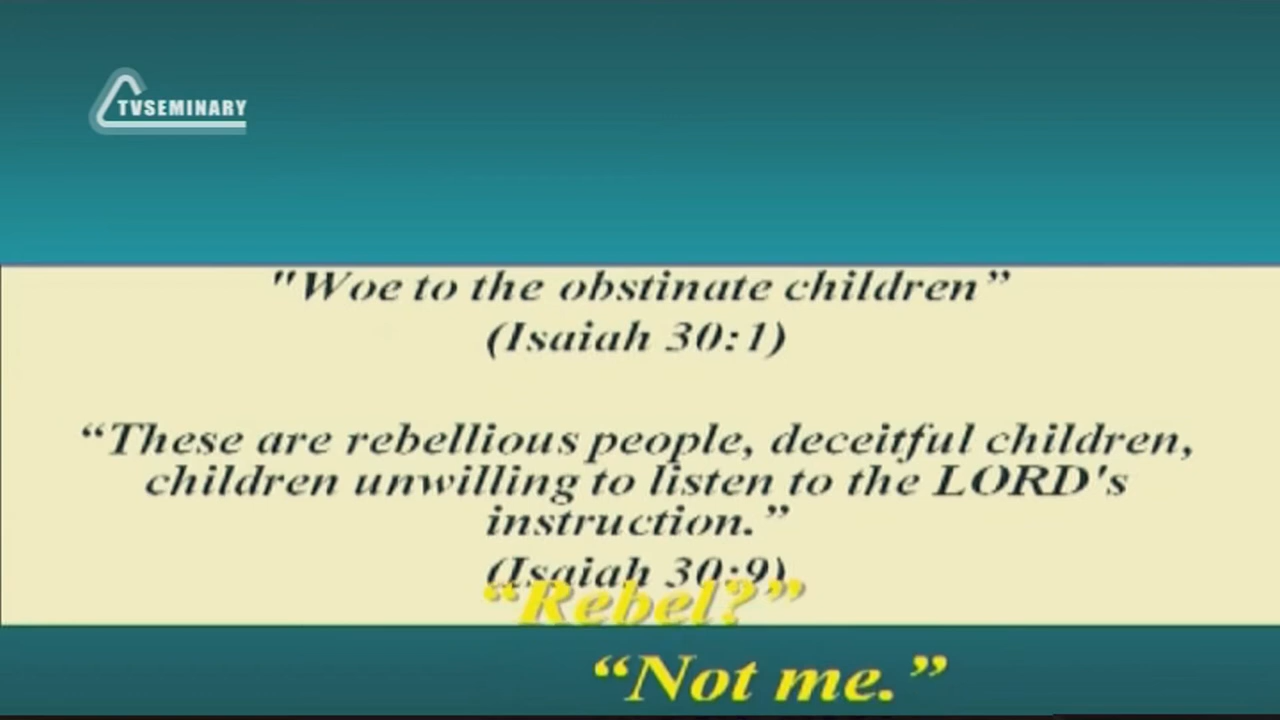 TVSEMINARY
"Woe to the obstinate children”
(Isaiah 30:1)
“These are rebellious people, deceitful children,
children unwilling to listen to the LORD's
instruction.”
(Isaiah 30:9)
“Rebel?”
“Not me.”